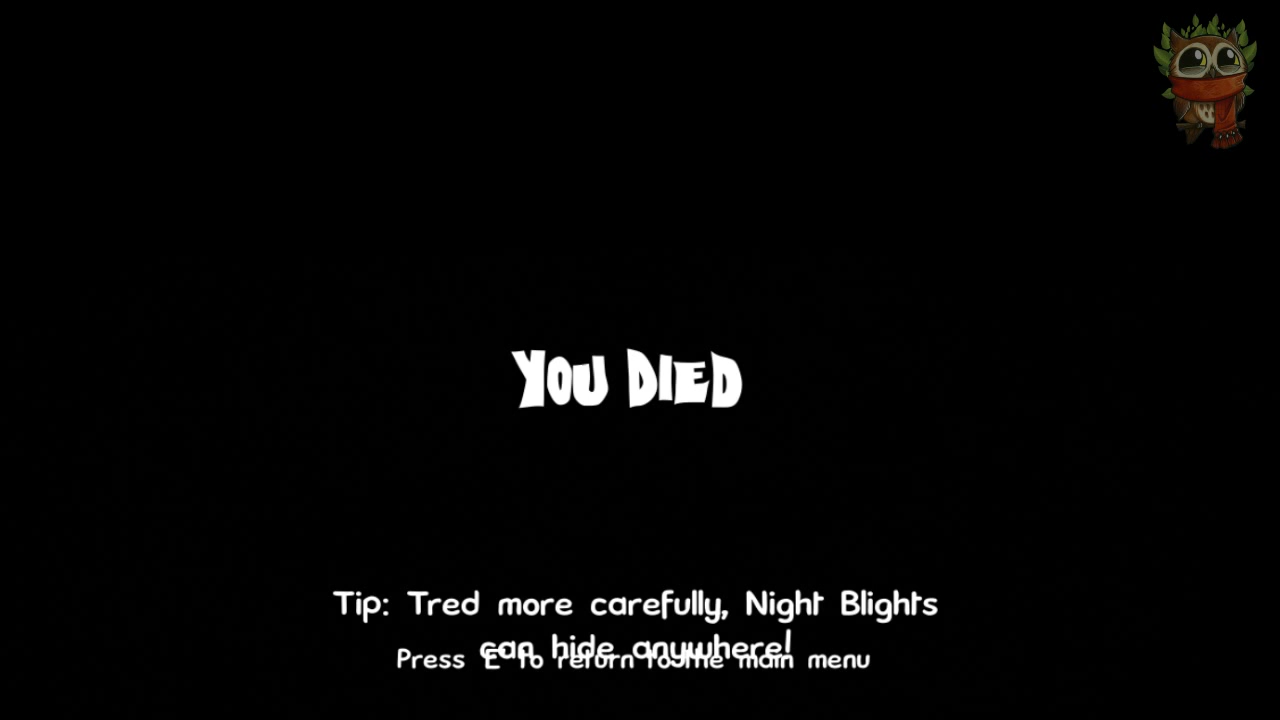 YOU DIED
Tip: Tred more carefully, Night Blights
can hide anywhere!
Press "E" to return to the main menu